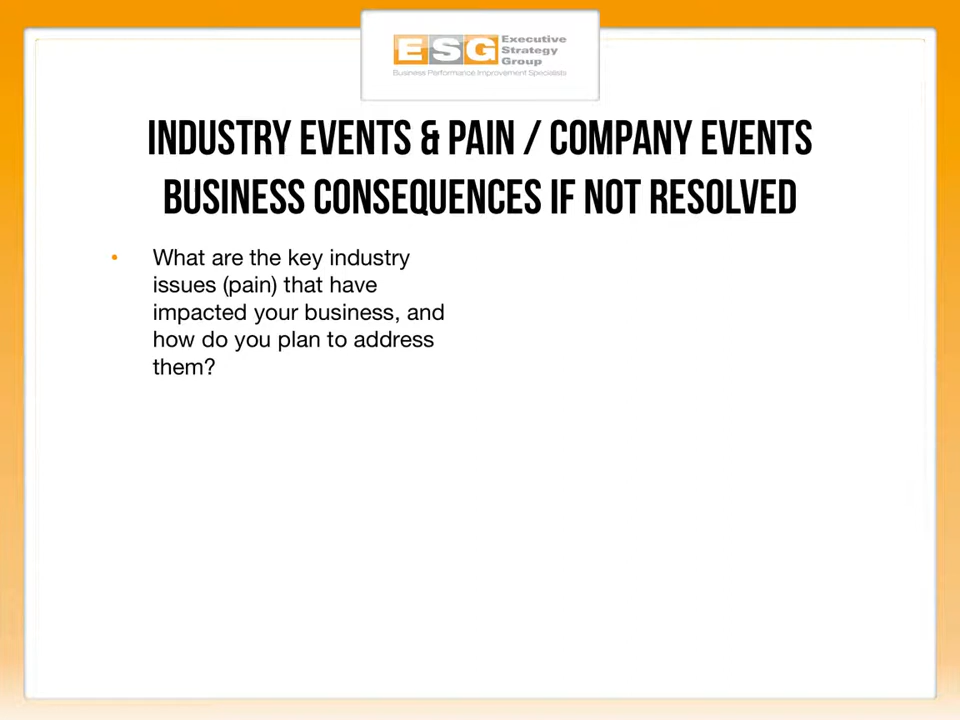 ESG Executive
Strategy
Group
Business Performance Improvement Specialists
INDUSTRY EVENTS & PAIN / COMPANY EVENTS
BUSINESS CONSEQUENCES IF NOT RESOLVED
• What are the key industry
issues (pain) that have
impacted your business, and
how do you plan to address
them?